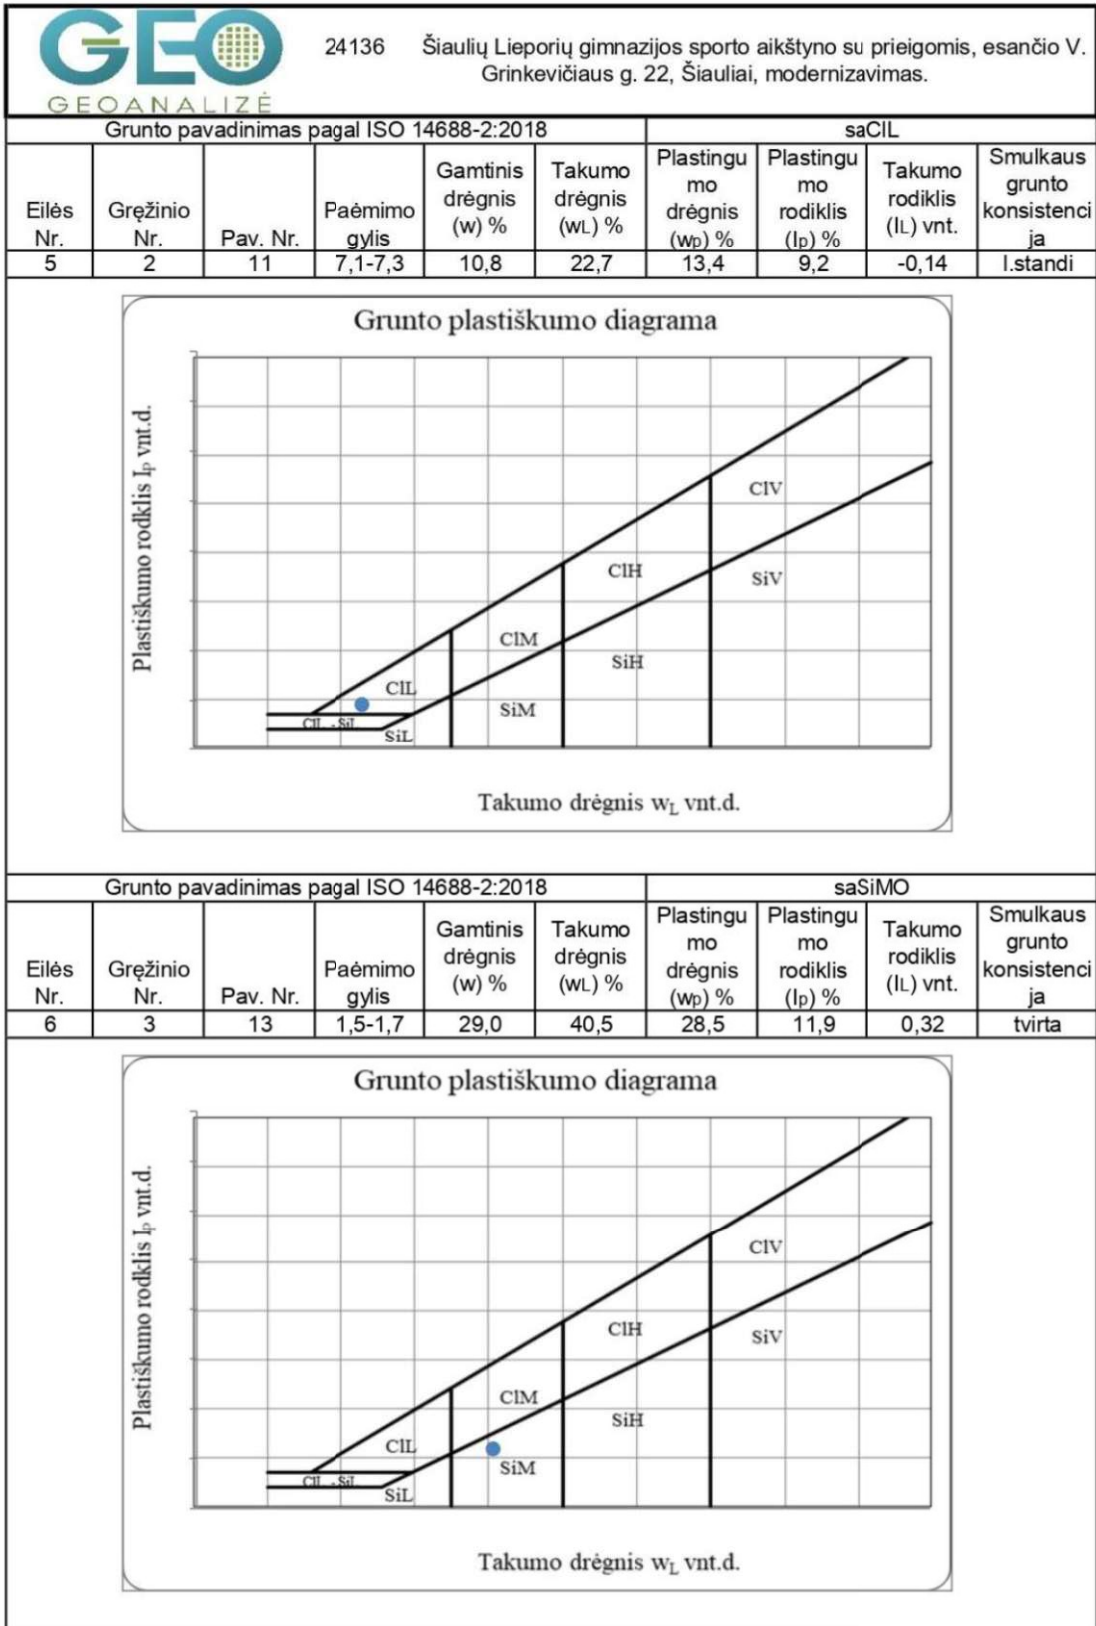 GEO
GEOANALIZĖ
24136 Šiaulių Lieporių gimnazijos sporto aikštyno su prieigomis, esančio V.
Grinkevičiaus g. 22, Šiauliai, modernizavimas.
Grunto pavadinimas pagal ISO 14688-2:2018 saClL
Eilės Nr. Gręžinio Nr. Pav. Nr. Paėmimo gylis Gamtinis drėgnis (w) % Takumo drėgnis (wL) % Plastingu mo drėgnis (wp) % Plastingu mo rodiklis (Ip) % Takumo rodiklis (IL) vnt. Smulkaus grunto konsistenci ja
5 2 11 7,1-7,3 10,8 22,7 13,4 9,2 -0,14 l.standi
Grunto plastiškumo diagrama
Plastiškumo rodklis Ip vnt.d.
ClV
SiV
ClH
SiH
ClM
SiM
ClL
ClL - SiL
SiL
Takumo drėgnis wL vnt.d.
Grunto pavadinimas pagal ISO 14688-2:2018 saSiMO
Eilės Nr. Gręžinio Nr. Pav. Nr. Paėmimo gylis Gamtinis drėgnis (w) % Takumo drėgnis (wL) % Plastingu mo drėgnis (wp) % Plastingu mo rodiklis (Ip) % Takumo rodiklis (IL) vnt. Smulkaus grunto konsistenci ja
6 3 13 1,5-1,7 29,0 40,5 28,5 11,9 0,32 tvirta
Grunto plastiškumo diagrama
Plastiškumo rodklis Ip vnt.d.
ClV
SiV
ClH
SiH
ClM
SiM
ClL
ClL - SiL
SiL
Takumo drėgnis wL vnt.d.